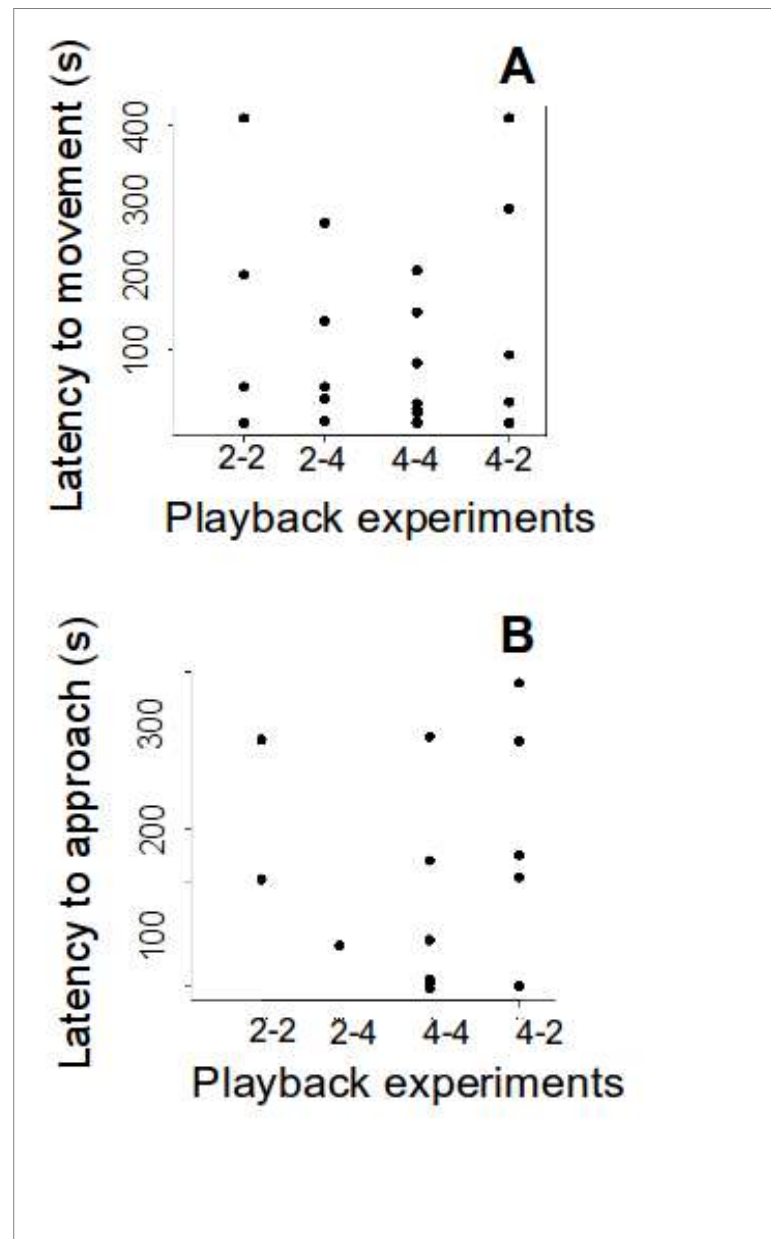 A
Latency to movement (s)
400
300
200
100
2-2 2-4 4-4 4-2
Playback experiments
B
Latency to approach (s)
300
200
100
2-2 2-4 4-4 4-2
Playback experiments